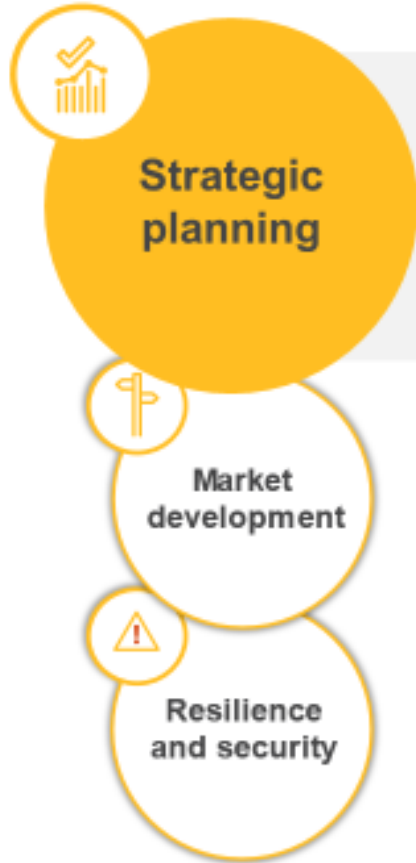 Strategic
planning
Market
development
Resilience
and security